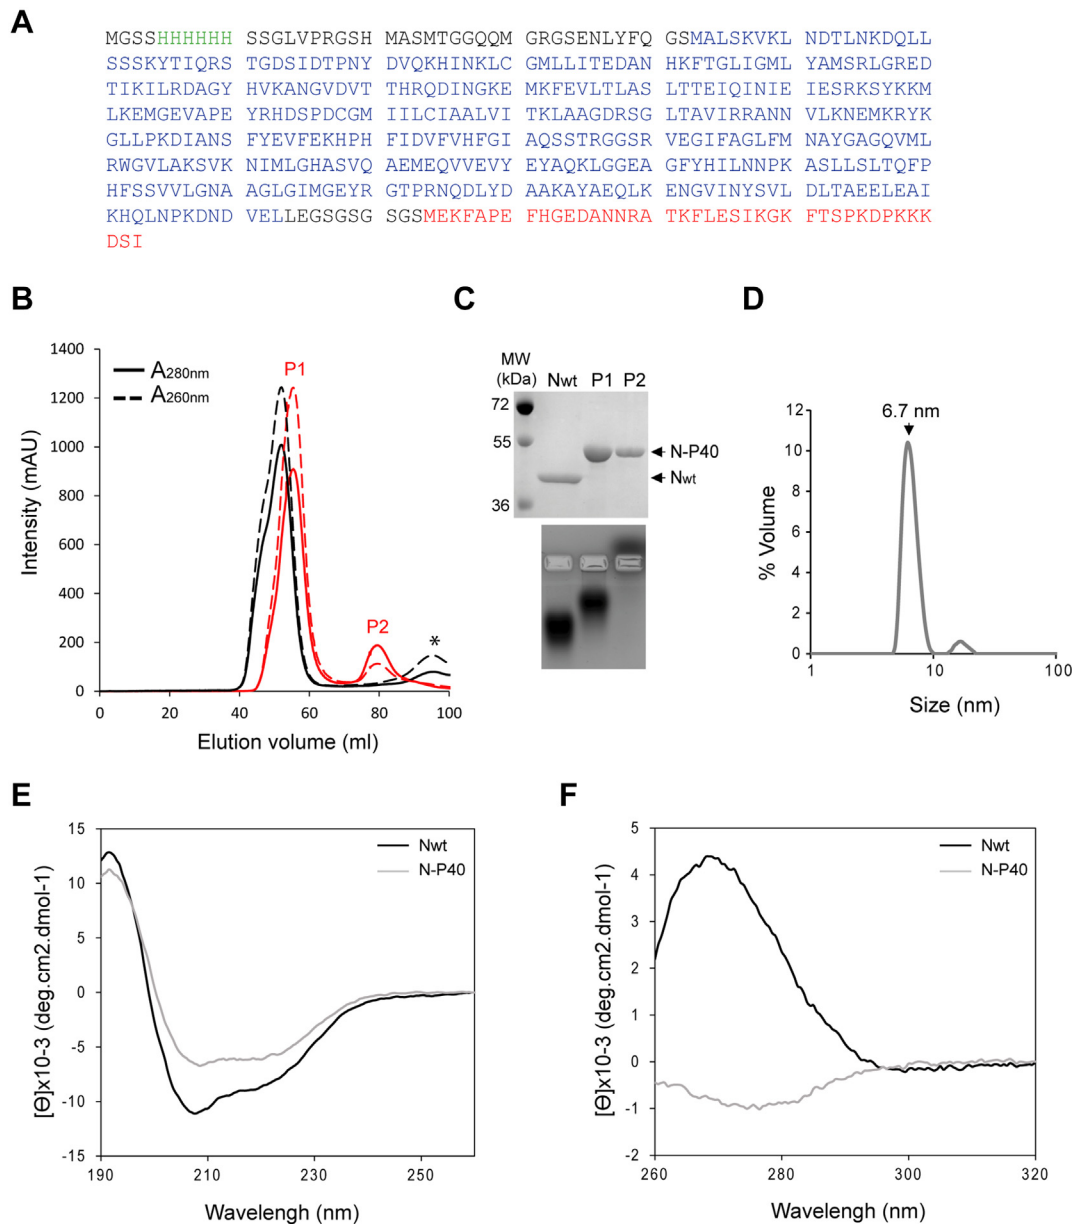 A
MGSSHHHHHH SSGLVPRGSH MASMTGGQQM GRGSENLYFQ GSMALSKVKL NDTLNKDQLL
SSSKYTIQRS TGDSIDTPNY DVQKHINKLC GMLLITEDAN HKFTGLIGML YAMSRLGRED
TIKILRDAGY HVKANGVDVT THRQDINGKE MKFEVLTLAS LTTEIQINIE IESRKSYKKM
LKEMGEVAPE YRHDSPDCGM IILCIAALVI TKLAAGDRSG LTAVIRRANN VLKNEMKRYK
GLLPKDIANS FYEVFEKHPH FIDVFVHFGI AQSSTRGGSR VEGIFAGLFM NAYGAGQVML
RWGVLAKSVK NIMLGHASVQ AEMEQVVEVY EYAQKLGGEA GFYHILNNPK ASLLSLTQFP
HFSSVVLGNA AGLGIMGEYR GTPRNQDLYD AAKAYAEQLK ENGVINYSVL DLTAEELEAI
KHQLNPKDND VELLEGSGSG SGSMEKFAPE FHGEDANNRA TKFLESIKGK FTSPKDPKKK
DSI
B
Intensity (mAU)
1400
1200
1000
800
600
400
200
0
A280nm
A260nm
P1
P2
*
0 20 40 60 80 100
Elution volume (ml)
C
MW
(kDa)
Nwt P1 P2
72
55
36
N-P40
Nwt
D
% Volume
12
10
8
6
4
2
0
6.7 nm
1 10 100
Size (nm)
E
[Θ]x10-3 (deg.cm2.dmol-1)
15
10
5
0
-5
-10
-15
Nwt
N-P40
190 210 230 250
Wavelengh (nm)
F
[Θ]x10-3 (deg.cm2.dmol-1)
5
4
3
2
1
0
-1
-2
Nwt
N-P40
260 280 300 320
Wavelengh (nm)